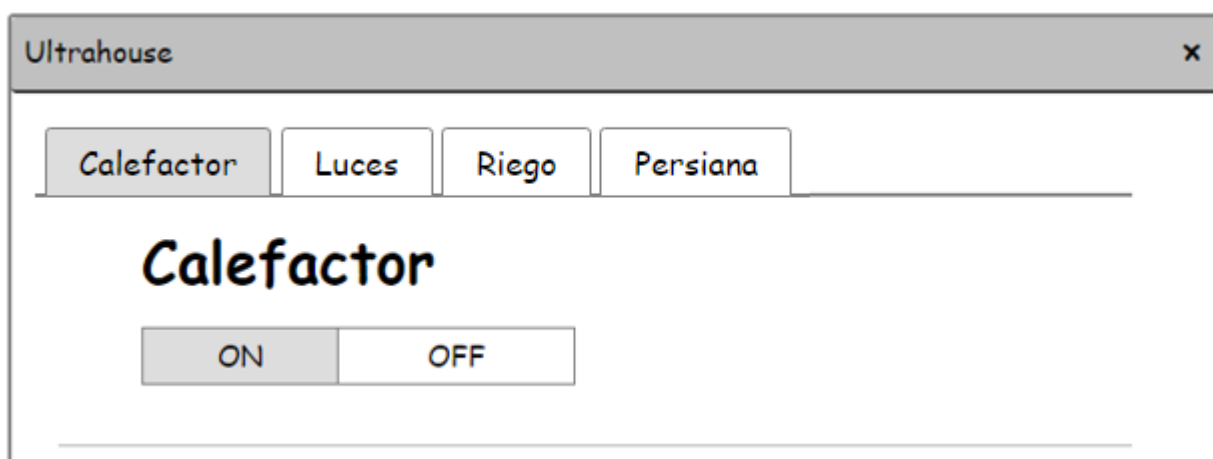 Ultrahouse x
Calefactor Luces Riego Persiana
Calefactor
ON OFF